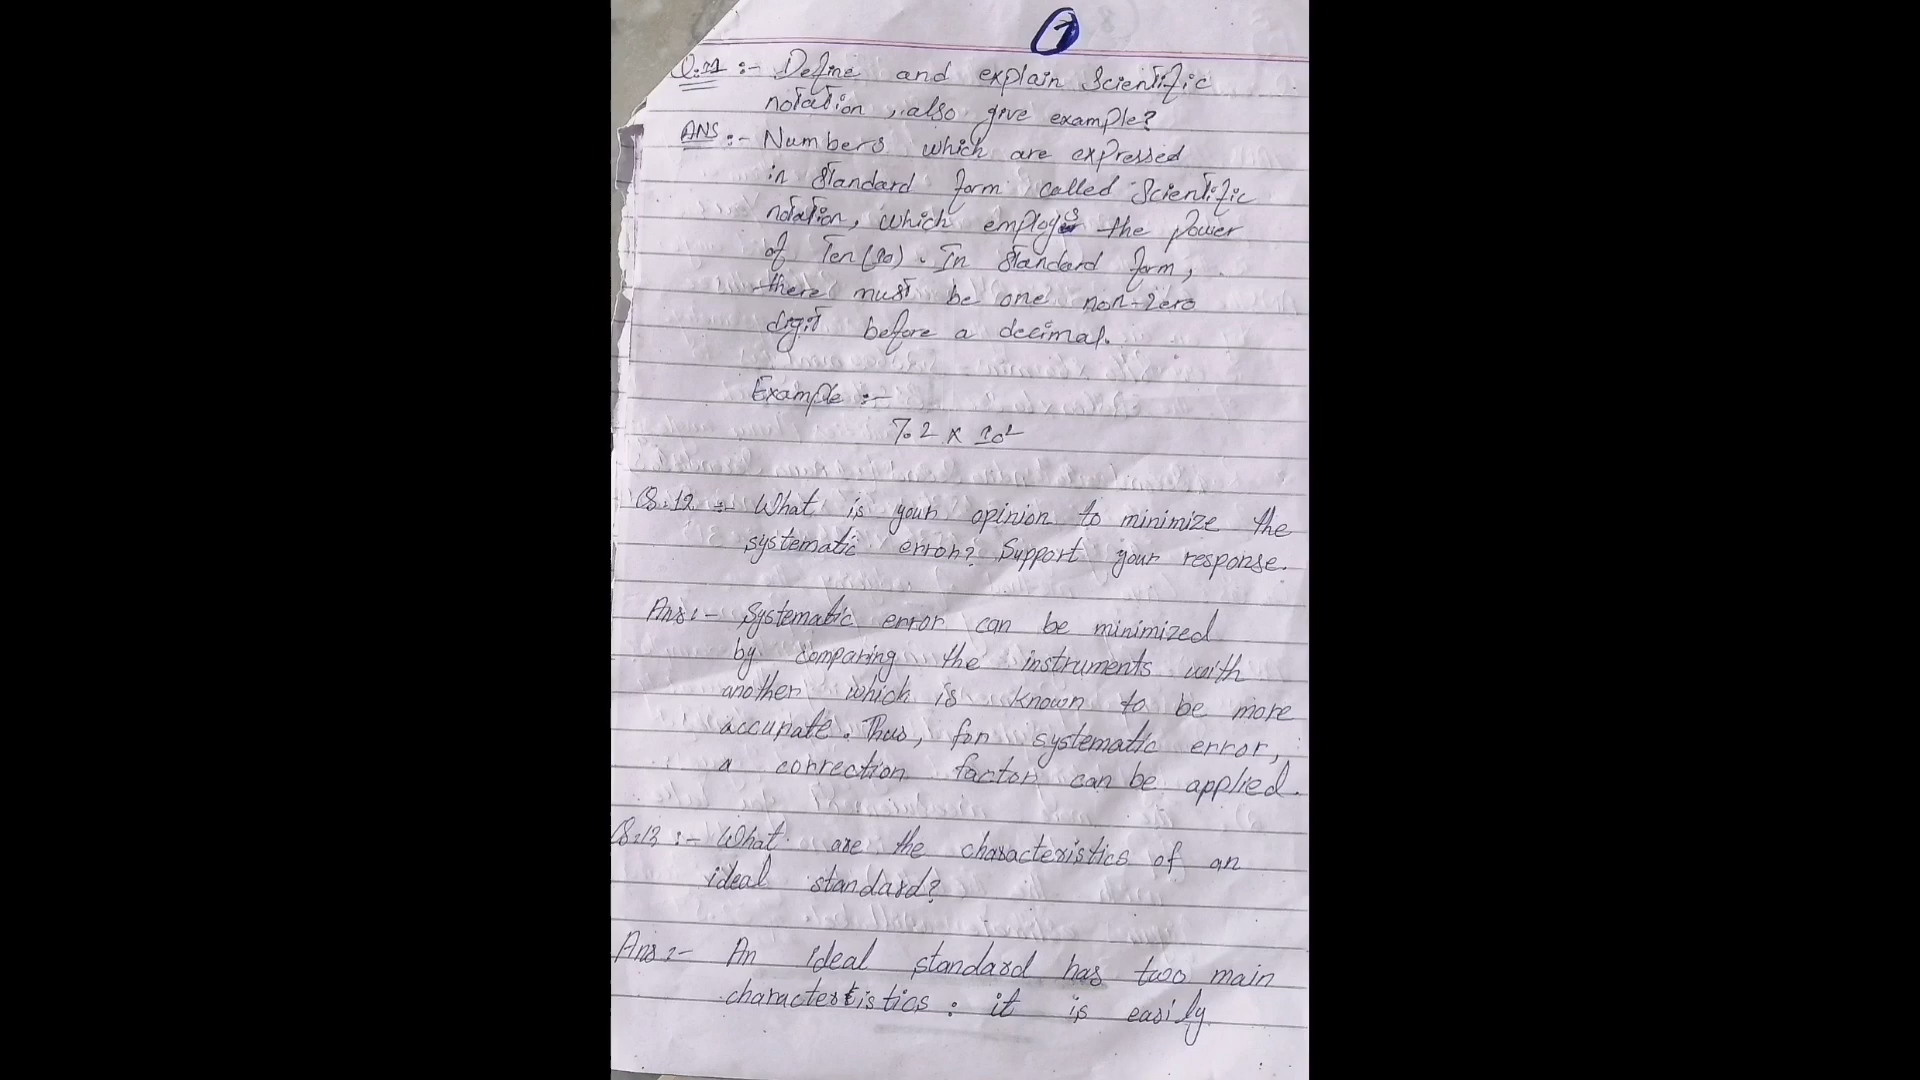 7
Q.11 :- Define and explain Scientific
notation, also give example?
ANS :- Numbers which are expressed
in Standard form called Scientific
notation, which employs the power
of Ten (10). In Standard form,
there must be one non-zero
digit before a decimal.
Example :-
7.2 x 10²
Q.12 :- What is your opinion to minimize the
systematic error? Support your response.
Ans :- Systematic error can be minimized
by comparing the instruments with
another which is known to be more
accurate. Thus, for systematic error,
a correction factor can be applied.
Q.13 :- What are the characteristics of an
ideal standard?
Ans :- An ideal standard has two main
characteristics : it is easily